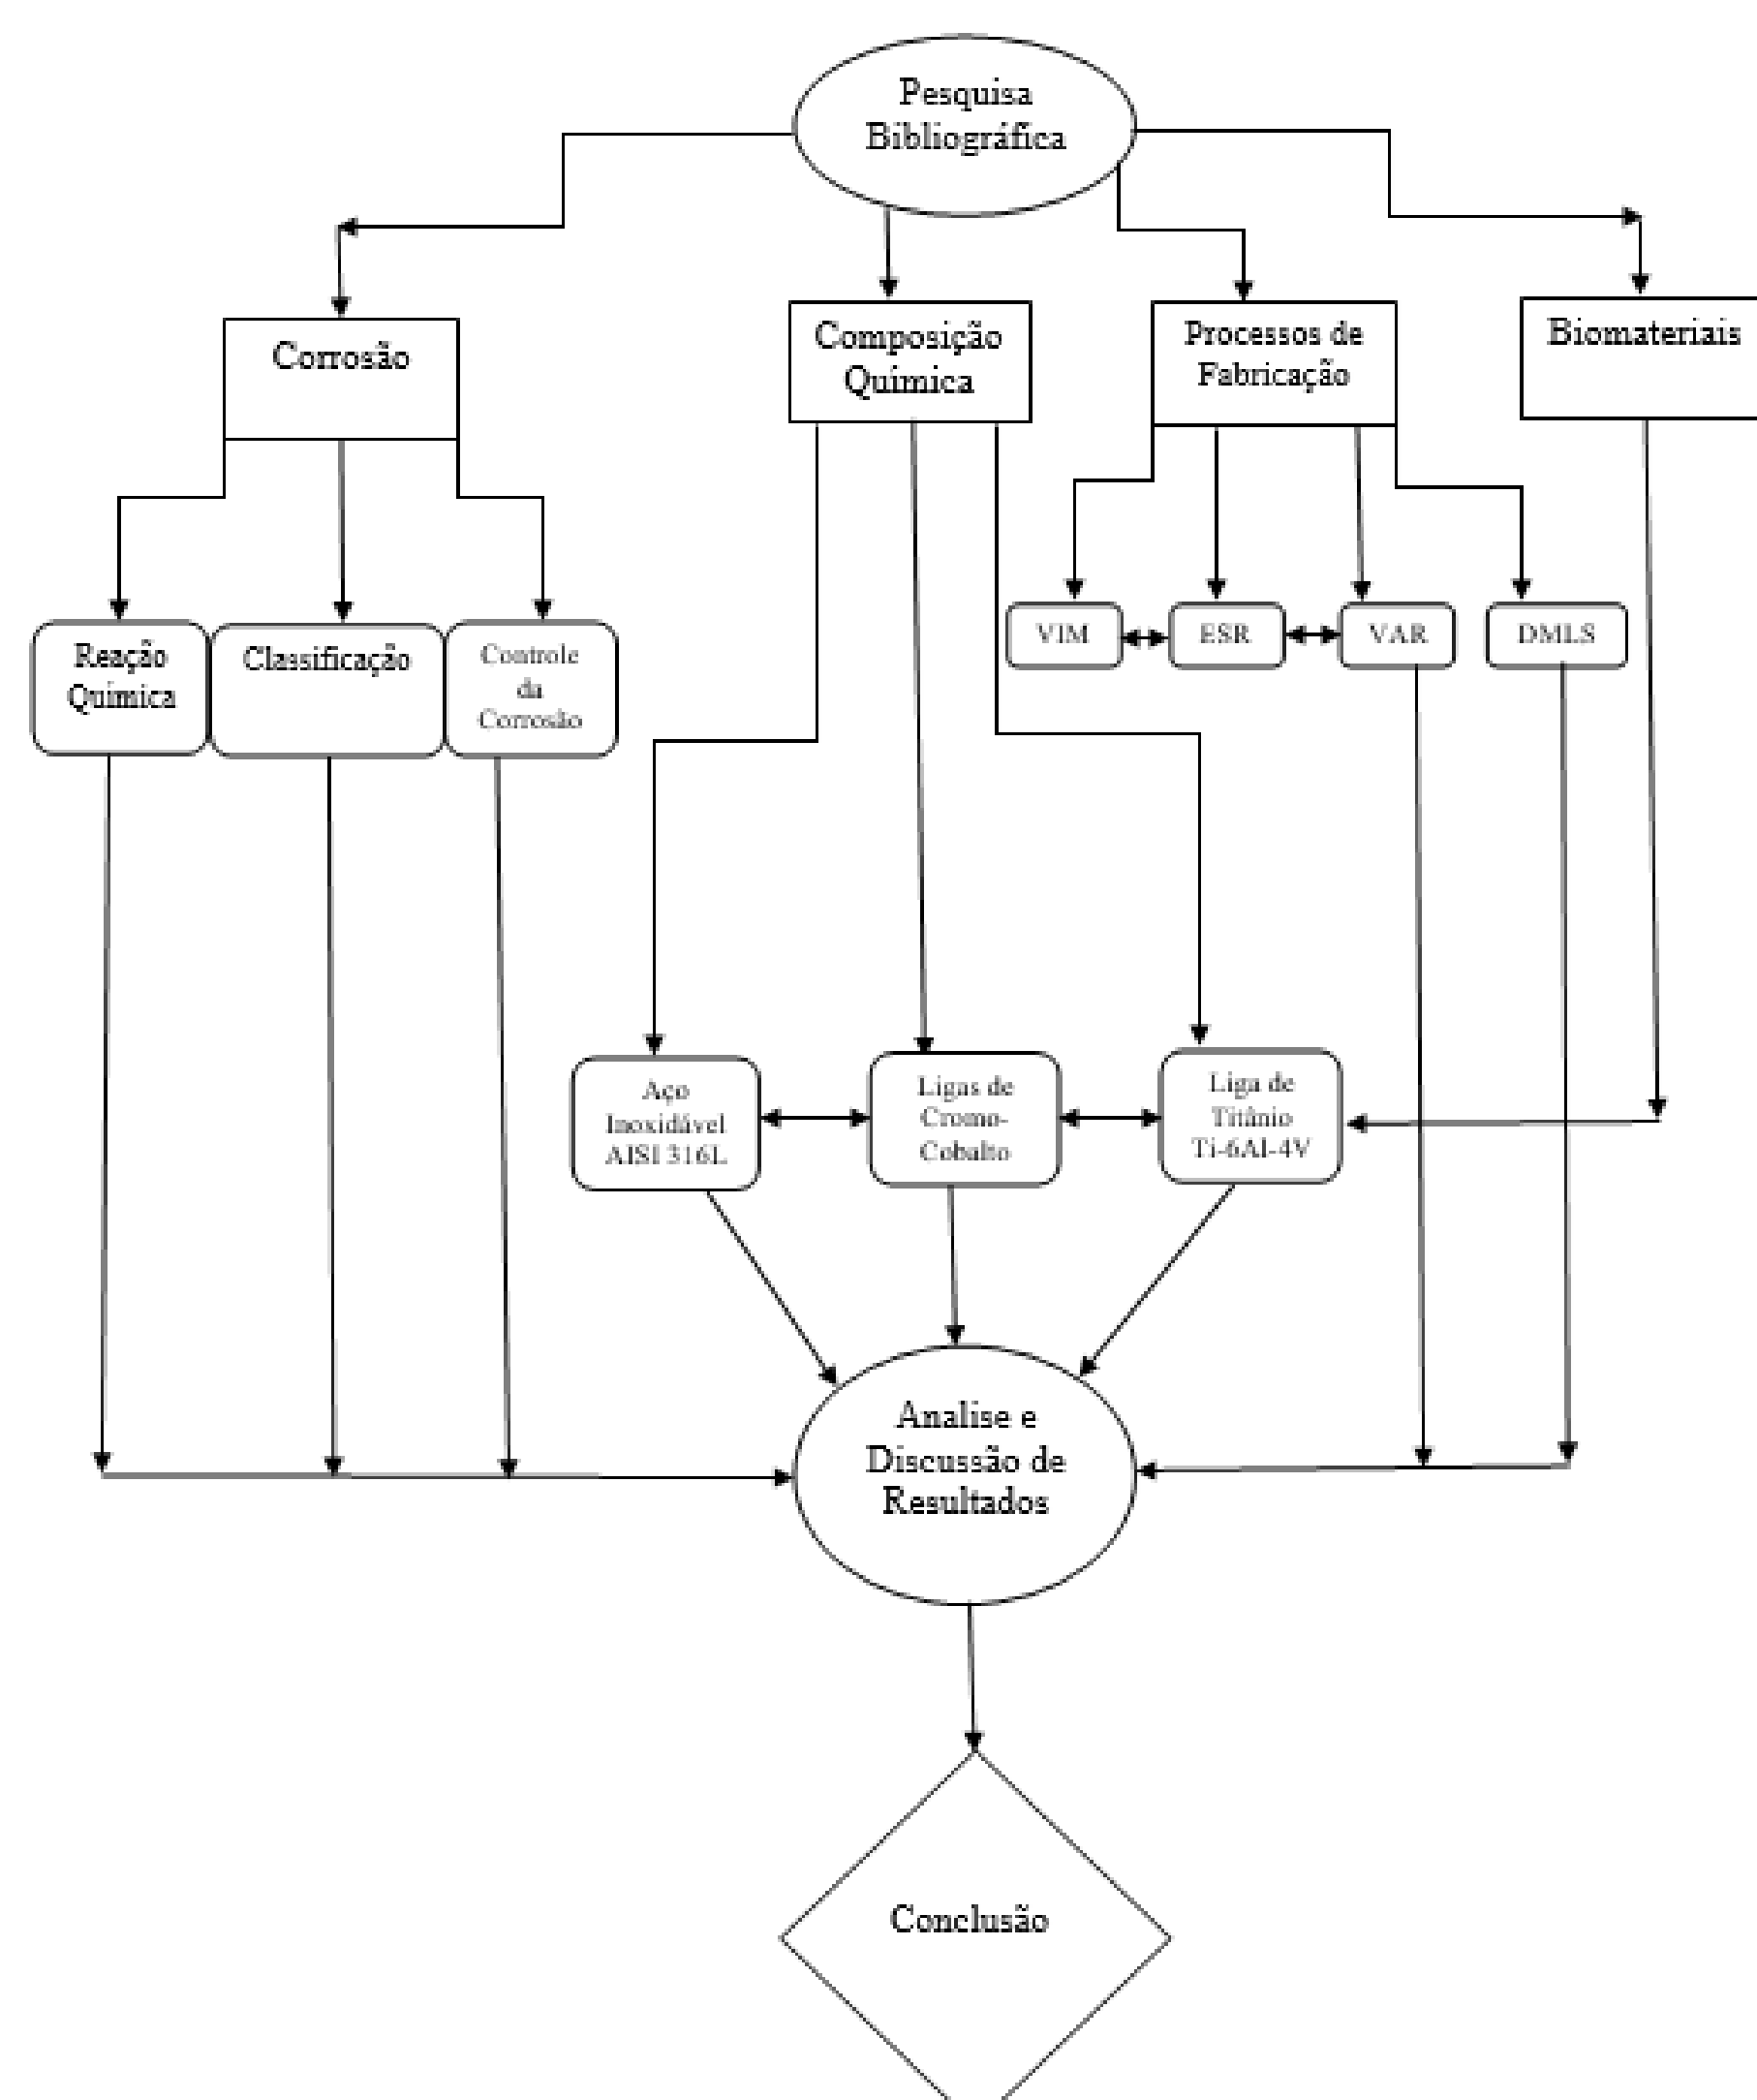 Pesquisa
Bibliográfica
Corrosão
Composição
Química
Processos de
Fabricação
Biomateriais
VIM
ESR
VAR
DMLS
Reação
Química
Classificação
Controle
da
Corrosão
Aço
Inoxidável
AISI 316L
Ligas de
Cromo-
Cobalto
Liga de
Titânio
Ti-6Al-4V
Analise e
Discussão de
Resultados
Conclusão